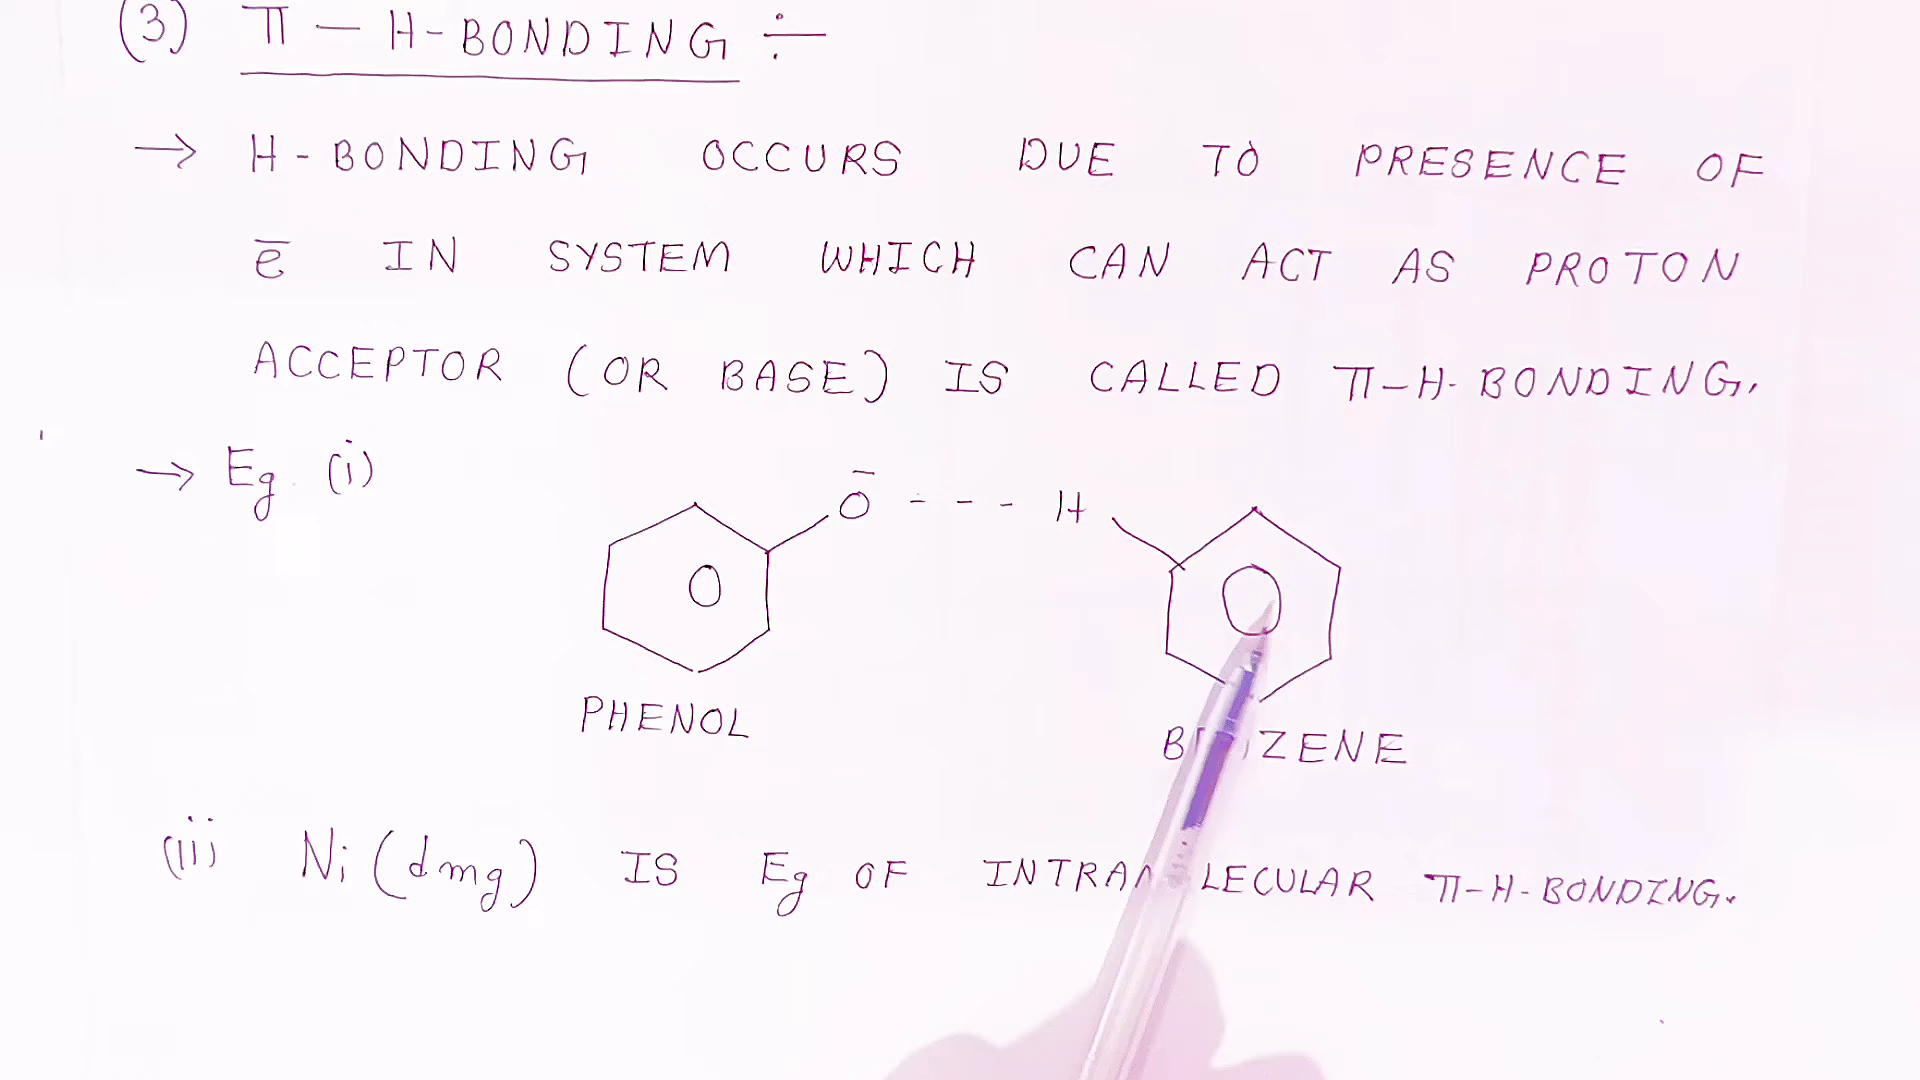 (3) π - H-BONDING ÷
→ H-BONDING OCCURS DUE TO PRESENCE OF
e̅ IN SYSTEM WHICH CAN ACT AS PROTON
ACCEPTOR (OR BASE) IS CALLED π-H-BONDING.
→ Eg (i)
O̅ - - - H
PHENOL
(ii) Ni(dmg) IS Eg OF π-H-BONDING.